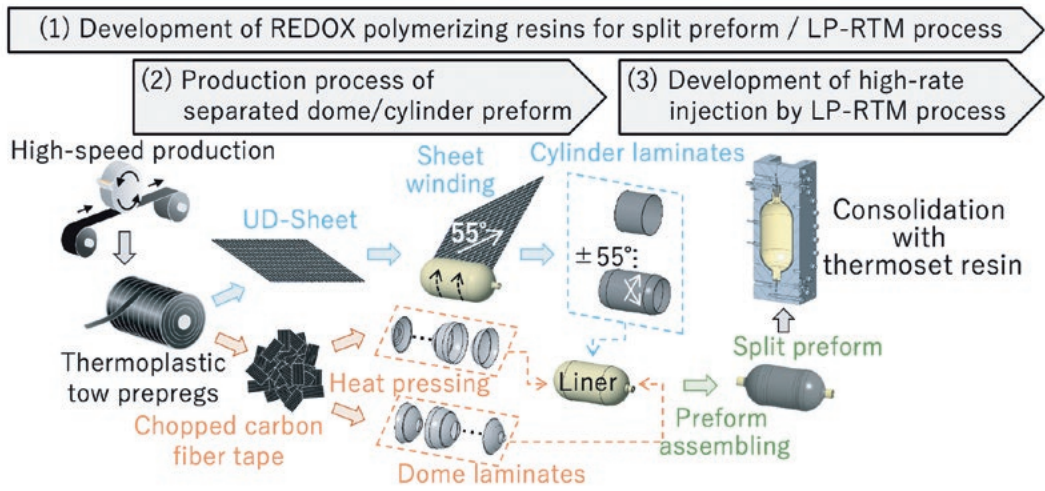 (1) Development of REDOX polymerizing resins for split preform / LP-RTM process
(2) Production process of
separated dome/cylinder preform
(3) Development of high-rate
injection by LP-RTM process
High-speed production
Sheet
winding
Cylinder laminates
UD-Sheet
55°
±55°:
Consolidation
with
thermoset resin
Thermoplastic
tow prepregs
Heat pressing
Liner
Split preform
Chopped carbon
fiber tape
Dome laminates
Preform
assembling